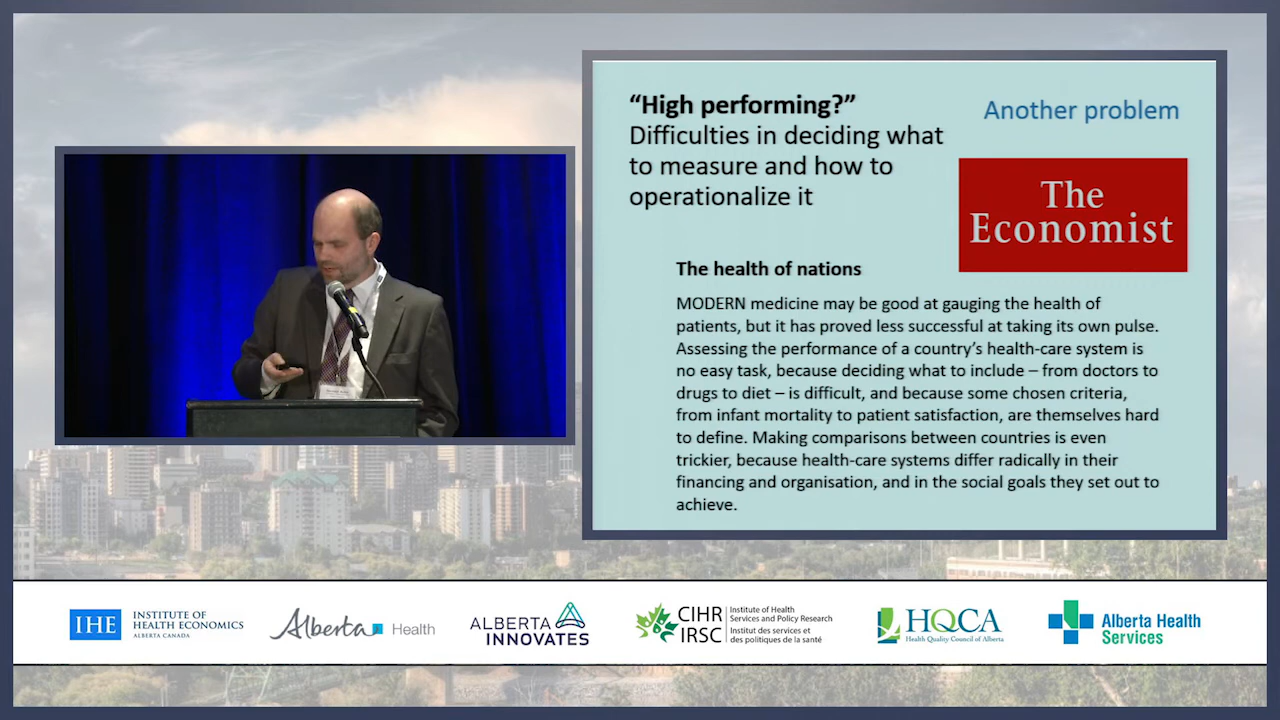 “High performing?”
Difficulties in deciding what
to measure and how to
operationalize it
Another problem
The
Economist
The health of nations
MODERN medicine may be good at gauging the health of
patients, but it has proved less successful at taking its own pulse.
Assessing the performance of a country’s health-care system is
no easy task, because deciding what to include – from doctors to
drugs to diet – is difficult, and because some chosen criteria,
from infant mortality to patient satisfaction, are themselves hard
to define. Making comparisons between countries is even
trickier, because health-care systems differ radically in their
financing and organisation, and in the social goals they set out to
achieve.
IHE
INSTITUTE OF
HEALTH ECONOMICS
ALBERTA CANADA
Alberta Health
ALBERTA
INNOVATES
CIHR
IRSC
Institute of Health
Services and Policy Research
Institut des services et
des politiques de la santé
HQCA
Health Quality Council of Alberta
Alberta Health
Services